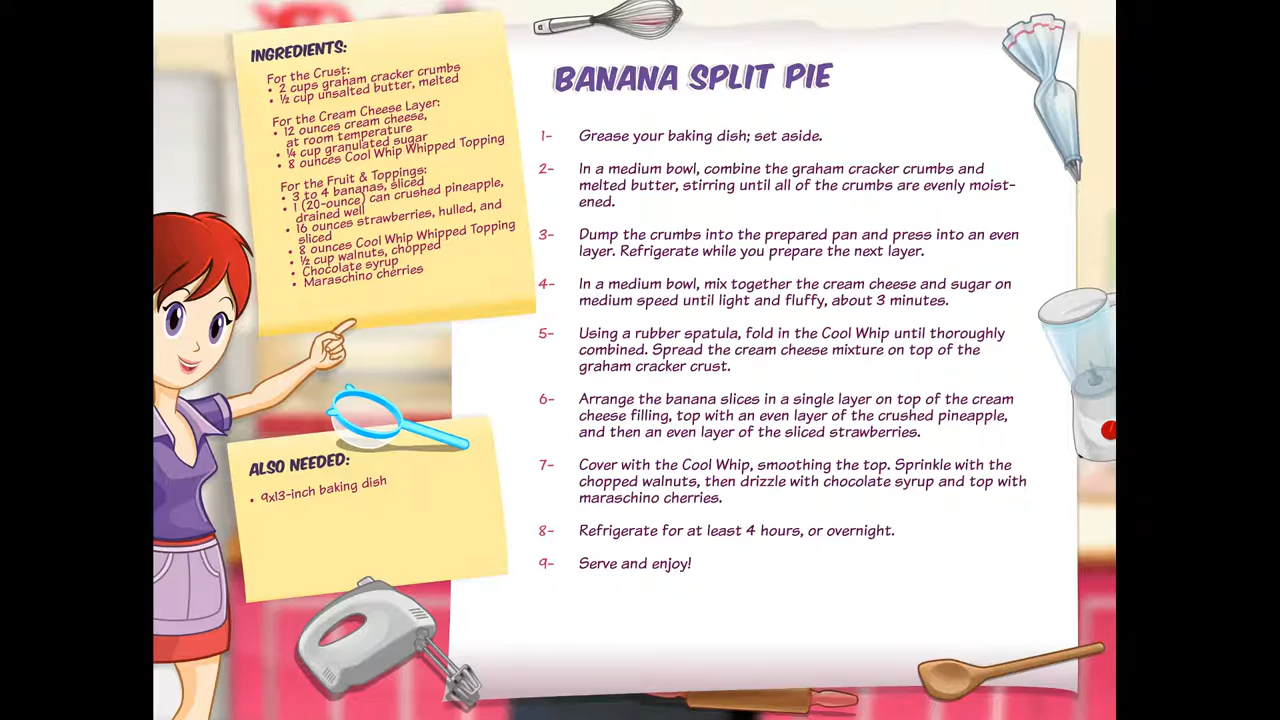 INGREDIENTS:
For the Crust:
• 2 cups graham cracker crumbs
• ½ cup unsalted butter, melted
For the Cream Cheese Layer:
• 12 ounces cream cheese,
at room temperature
• ¼ cup granulated sugar
• 8 ounces Cool Whip Whipped Topping
For the Fruit & Toppings:
• 3 to 4 bananas, sliced
• 1 (20-ounce) can crushed pineapple,
drained well
• 16 ounces strawberries, hulled, and
sliced
• 8 ounces Cool Whip Whipped Topping
• ½ cup walnuts, chopped
• Chocolate syrup
• Maraschino cherries
ALSO NEEDED:
• 9x13-inch baking dish
BANANA SPLIT PIE
1- Grease your baking dish; set aside.
2- In a medium bowl, combine the graham cracker crumbs and
melted butter, stirring until all of the crumbs are evenly moist-
ened.
3- Dump the crumbs into the prepared pan and press into an even
layer. Refrigerate while you prepare the next layer.
4- In a medium bowl, mix together the cream cheese and sugar on
medium speed until light and fluffy, about 3 minutes.
5- Using a rubber spatula, fold in the Cool Whip until thoroughly
combined. Spread the cream cheese mixture on top of the
graham cracker crust.
6- Arrange the banana slices in a single layer on top of the cream
cheese filling, top with an even layer of the crushed pineapple,
and then an even layer of the sliced strawberries.
7- Cover with the Cool Whip, smoothing the top. Sprinkle with the
chopped walnuts, then drizzle with chocolate syrup and top with
maraschino cherries.
8- Refrigerate for at least 4 hours, or overnight.
9- Serve and enjoy!